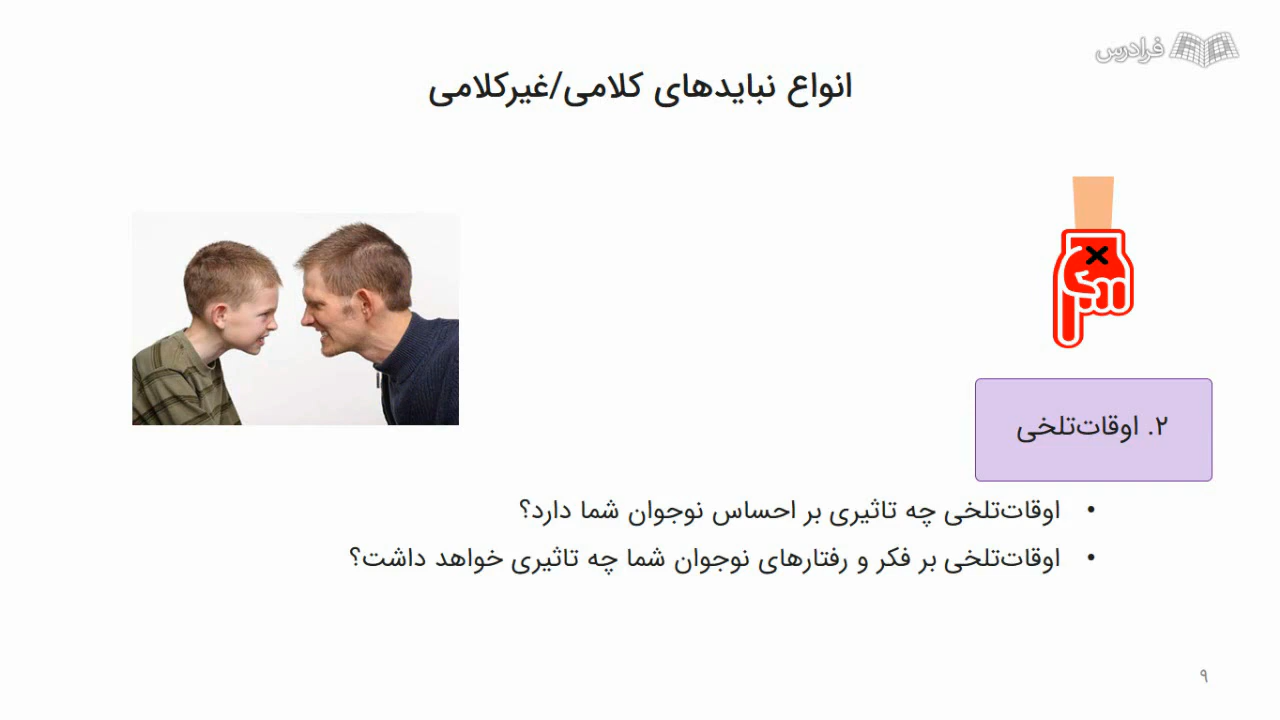 فرادرس
انواع نبایدهای کلامی/غیرکلامی
۲. اوقات‌تلخی
• اوقات‌تلخی چه تاثیری بر احساس نوجوان شما دارد؟
• اوقات‌تلخی بر فکر و رفتارهای نوجوان شما چه تاثیری خواهد داشت؟
۹